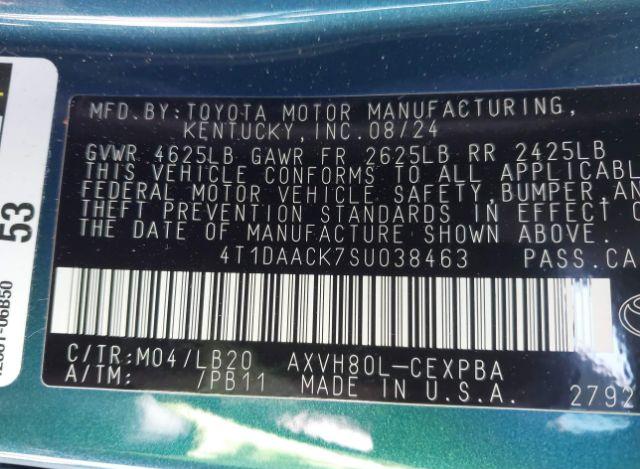 MFD.BY:TOYOTA MOTOR MANUFACTURING,
KENTUCKY,INC.08/24
GVWR 4625LB GAWR FR 2625LB RR 2425LB
THIS VEHICLE CONFORMS TO ALL APPLICABL
FEDERAL MOTOR VEHICLE SAFETY,BUMPER,AN
THEFT PREVENTION STANDARDS IN EFFECT O
THE DATE OF MANUFACTURE SHOWN ABOVE.
4T1DAACK7SU038463 PASS.CA
C/TR:M04/LB20 AXVH80L-CEXPBA
A/TM: /PB11 MADE IN U.S.A. 2792
53